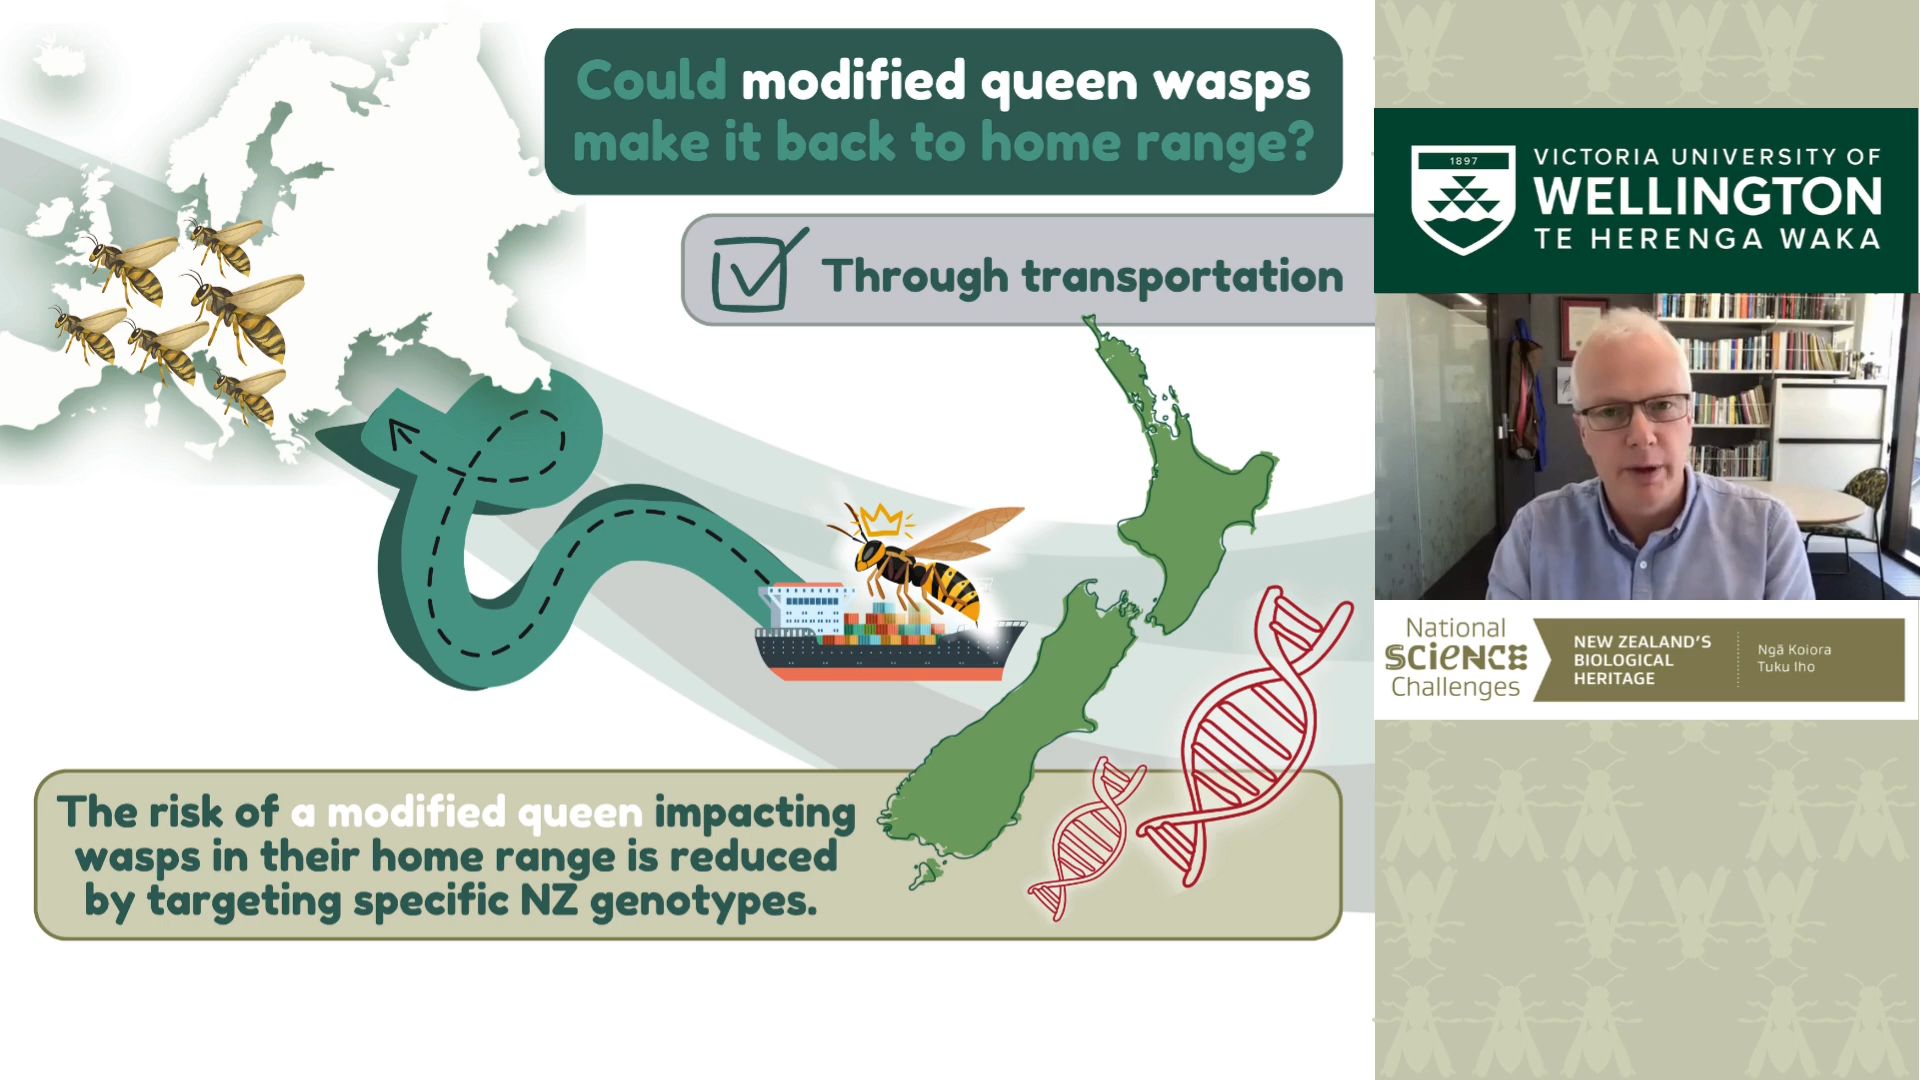 Could modified queen wasps
make it back to home range?
Through transportation
The risk of a modified queen impacting
wasps in their home range is reduced
by targeting specific NZ genotypes.
1897
VICTORIA UNIVERSITY OF
WELLINGTON
TE HERENGA WAKA
National
SCIENCE
Challenges
NEW ZEALAND'S
BIOLOGICAL
HERITAGE
Ngā Koiora
Tuku Iho